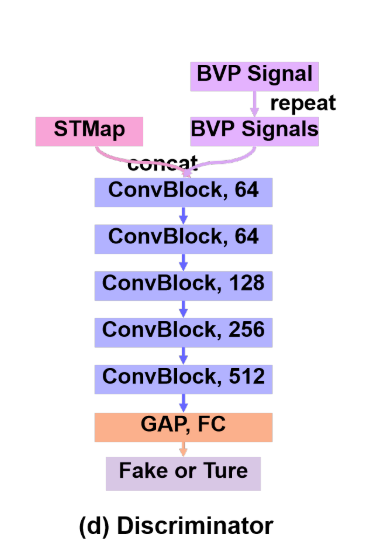 BVP Signal
repeat
STMap
BVP Signals
concat
ConvBlock, 64
ConvBlock, 64
ConvBlock, 128
ConvBlock, 256
ConvBlock, 512
GAP, FC
Fake or Ture
(d) Discriminator